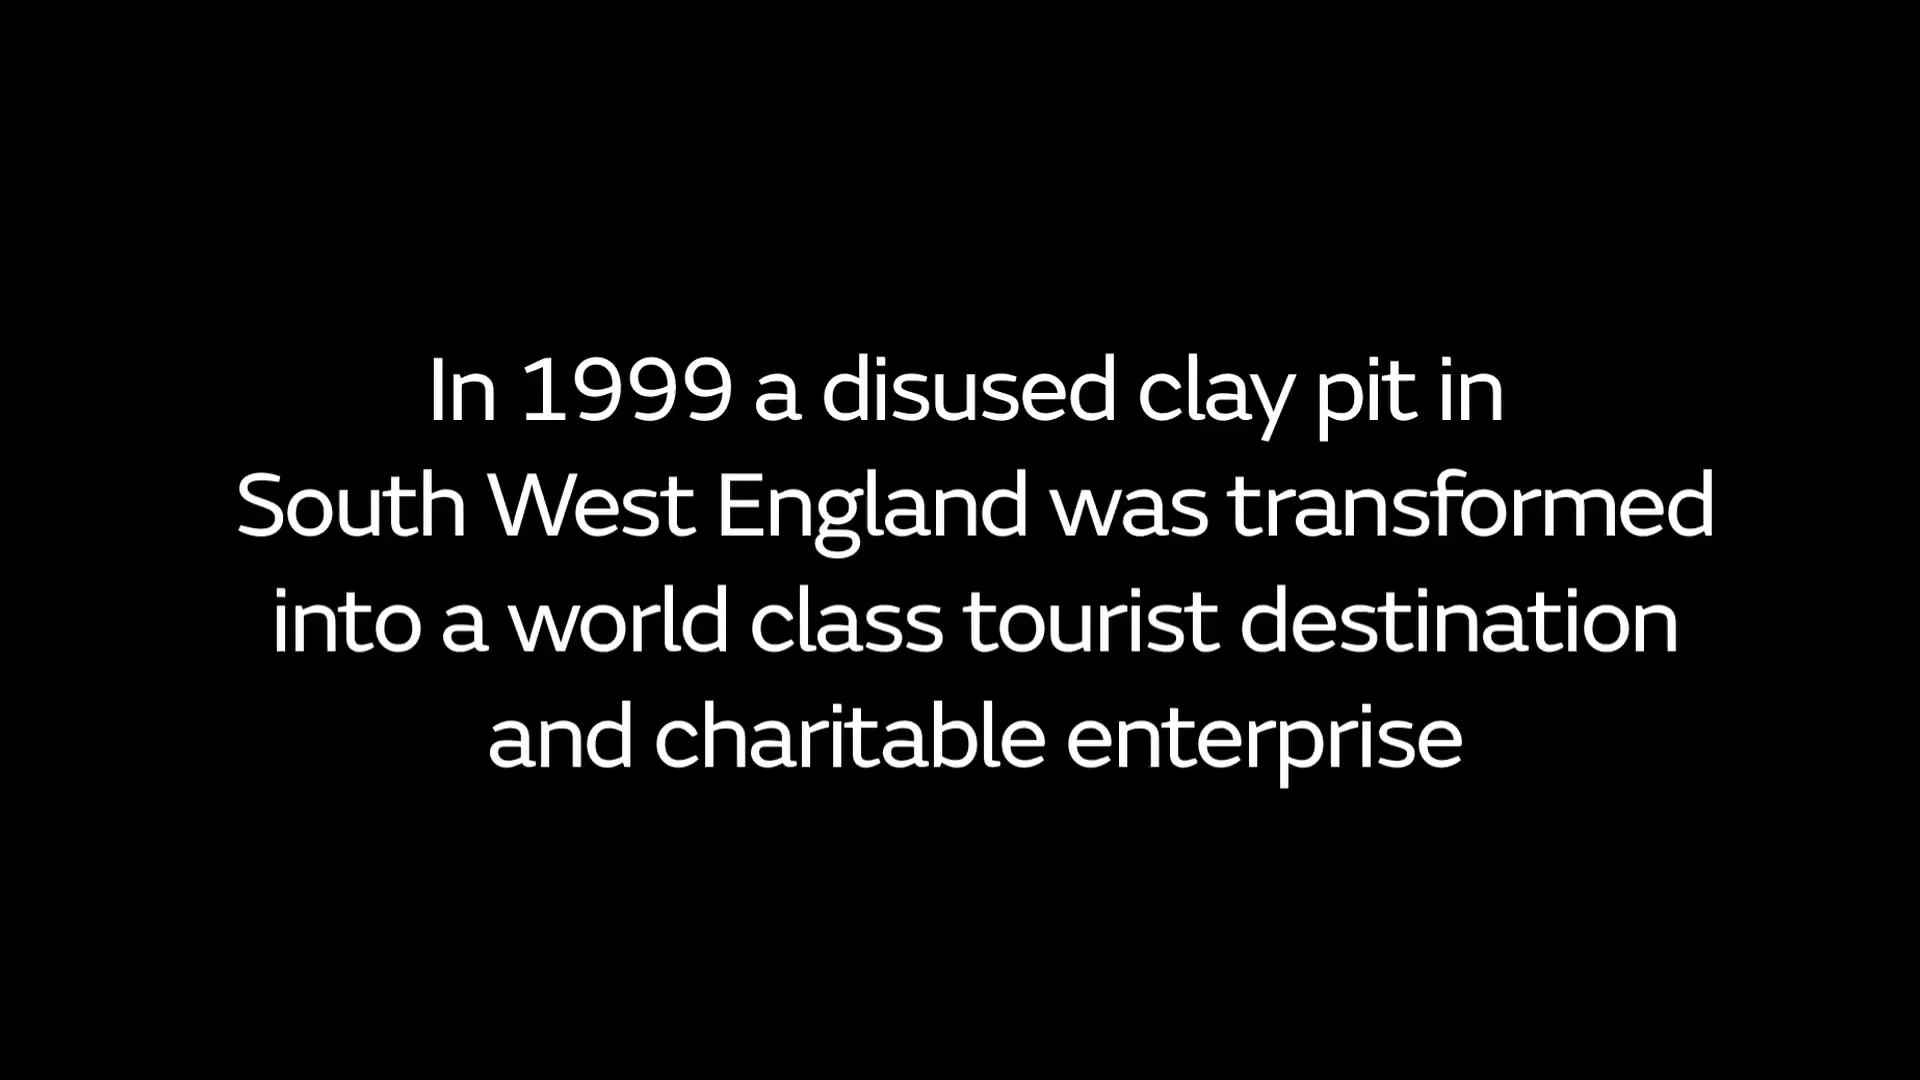 In 1999 a disused clay pit in
South West England was transformed
into a world class tourist destination
and charitable enterprise